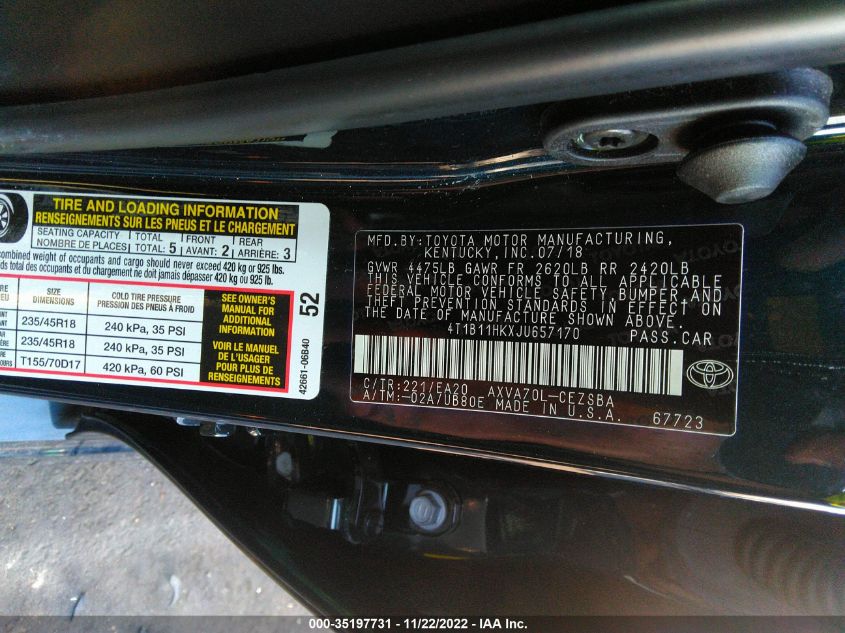 TIRE AND LOADING INFORMATION
RENSEIGNEMENTS SUR LES PNEUS ET LE CHARGEMENT
SEATING CAPACITY TOTAL FRONT REAR
NOMBRE DE PLACES TOTAL: 5 AVANT: 2 ARRIÈRE: 3
combined weight of occupants and cargo should never exceed 420 kg or 925 lbs.
total des occupants et du chargement ne doit jamais dépasser 420 kg ou 925 lb.
SIZE COLD TIRE PRESSURE
DIMENSIONS PRESSION DES PNEUS À FROID
235/45R18 240 kPa, 35 PSI
235/45R18 240 kPa, 35 PSI
T155/70D17 420 kPa, 60 PSI
SEE OWNER'S
MANUAL FOR
ADDITIONAL
INFORMATION
VOIR LE MANUEL
DE L'USAGER
POUR PLUS DE
RENSEIGNEMENTS
52
42661-06B40
MFD.BY:TOYOTA MOTOR MANUFACTURING,
KENTUCKY,INC.07/18
GVWR 4475LB GAWR FR 2620LB RR 2420LB
THIS VEHICLE CONFORMS TO ALL APPLICABLE
FEDERAL MOTOR VEHICLE SAFETY,BUMPER,AND
THEFT PREVENTION STANDARDS IN EFFECT ON
THE DATE OF MANUFACTURE SHOWN ABOVE.
4T1B11HKXJU657170 PASS.CAR
C/TR:221/EA20 AXVA70L-CEZSBA
A/TM:-02A/UB80E MADE IN U.S.A. 67723
TOYOTA
000-35197731 - 11/22/2022 - IAA Inc.